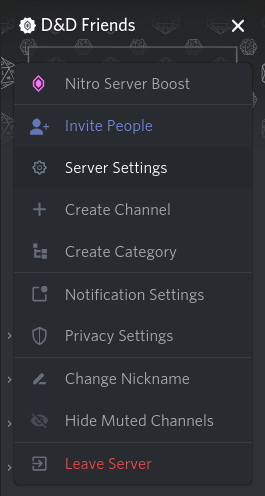 D&D Friends
Nitro Server Boost
Invite People
Server Settings
Create Channel
Create Category
Notification Settings
Privacy Settings
Change Nickname
Hide Muted Channels
Leave Server